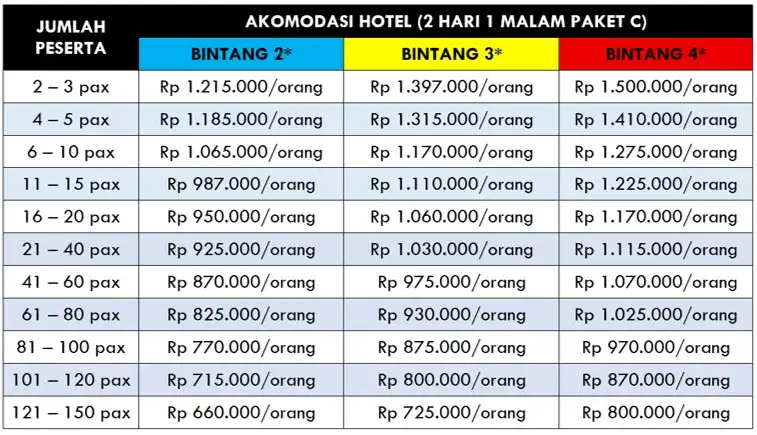 JUMLAH PESERTA AKOMODASI HOTEL (2 HARI 1 MALAM PAKET C)
BINTANG 2* BINTANG 3* BINTANG 4*
2 – 3 pax Rp 1.215.000/orang Rp 1.397.000/orang Rp 1.500.000/orang
4 – 5 pax Rp 1.185.000/orang Rp 1.315.000/orang Rp 1.410.000/orang
6 – 10 pax Rp 1.065.000/orang Rp 1.170.000/orang Rp 1.275.000/orang
11 – 15 pax Rp 987.000/orang Rp 1.110.000/orang Rp 1.225.000/orang
16 – 20 pax Rp 950.000/orang Rp 1.060.000/orang Rp 1.170.000/orang
21 – 40 pax Rp 925.000/orang Rp 1.030.000/orang Rp 1.115.000/orang
41 – 60 pax Rp 870.000/orang Rp 975.000/orang Rp 1.070.000/orang
61 – 80 pax Rp 825.000/orang Rp 930.000/orang Rp 1.025.000/orang
81 – 100 pax Rp 770.000/orang Rp 875.000/orang Rp 970.000/orang
101 – 120 pax Rp 715.000/orang Rp 800.000/orang Rp 870.000/orang
121 – 150 pax Rp 660.000/orang Rp 725.000/orang Rp 800.000/orang